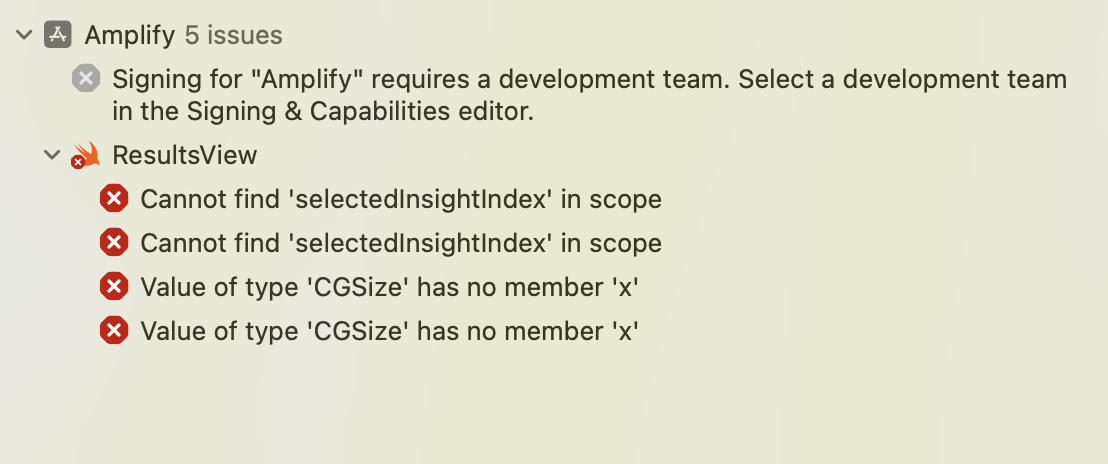 Amplify 5 issues
Signing for "Amplify" requires a development team. Select a development team
in the Signing & Capabilities editor.
ResultsView
Cannot find 'selectedInsightIndex' in scope
Cannot find 'selectedInsightIndex' in scope
Value of type 'CGSize' has no member 'x'
Value of type 'CGSize' has no member 'x'